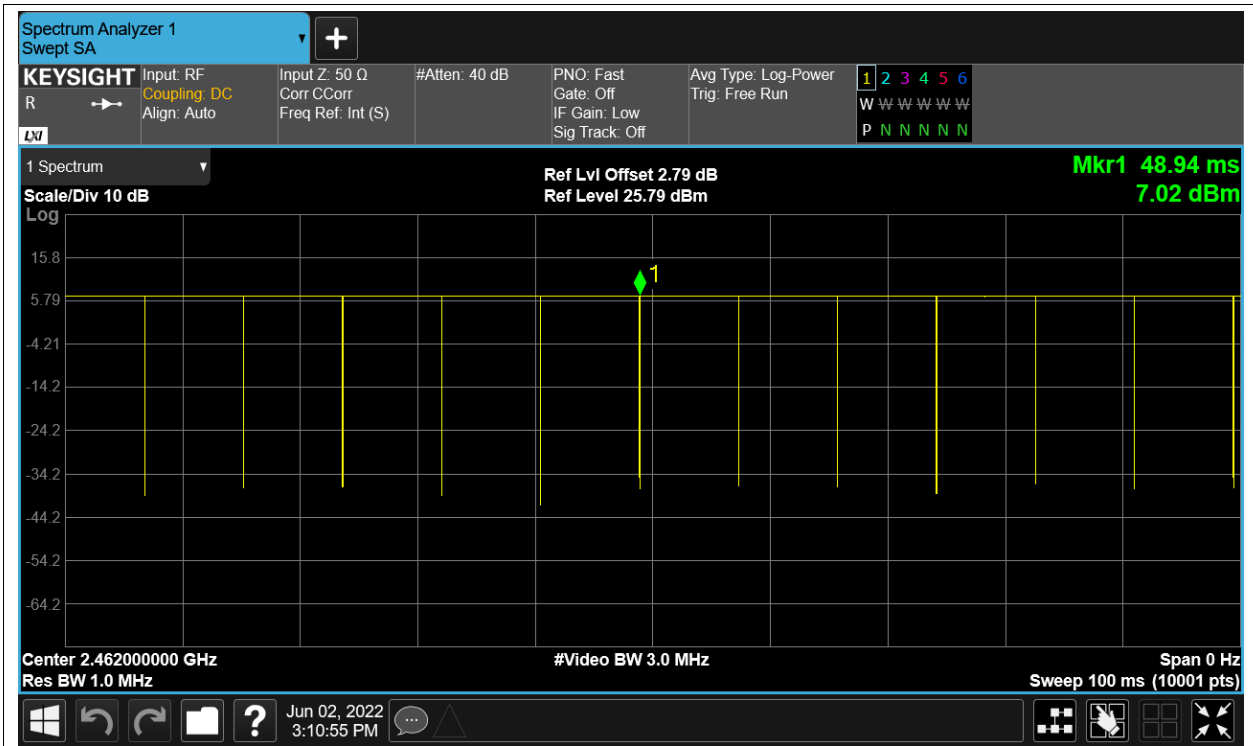 Spectrum Analyzer 1
Swept SA
KEYSIGHT
R
LXI
Input: RF
Coupling: DC
Align: Auto
Input Z: 50 Ω
Corr CCorr
Freq Ref: Int (S)
#Atten: 40 dB
PNO: Fast
Gate: Off
IF Gain: Low
Sig Track: Off
Avg Type: Log-Power
Trig: Free Run
1 2 3 4 5 6
W W W W W W
P N N N N N
1 Spectrum
Scale/Div 10 dB
Log
Ref Lvl Offset 2.79 dB
Ref Level 25.79 dBm
Mkr1 48.94 ms
7.02 dBm
1
15.8
5.79
-4.21
-14.2
-24.2
-34.2
-44.2
-54.2
-64.2
Center 2.462000000 GHz
Res BW 1.0 MHz
#Video BW 3.0 MHz
Span 0 Hz
Sweep 100 ms (10001 pts)
?
Jun 02, 2022
3:10:55 PM